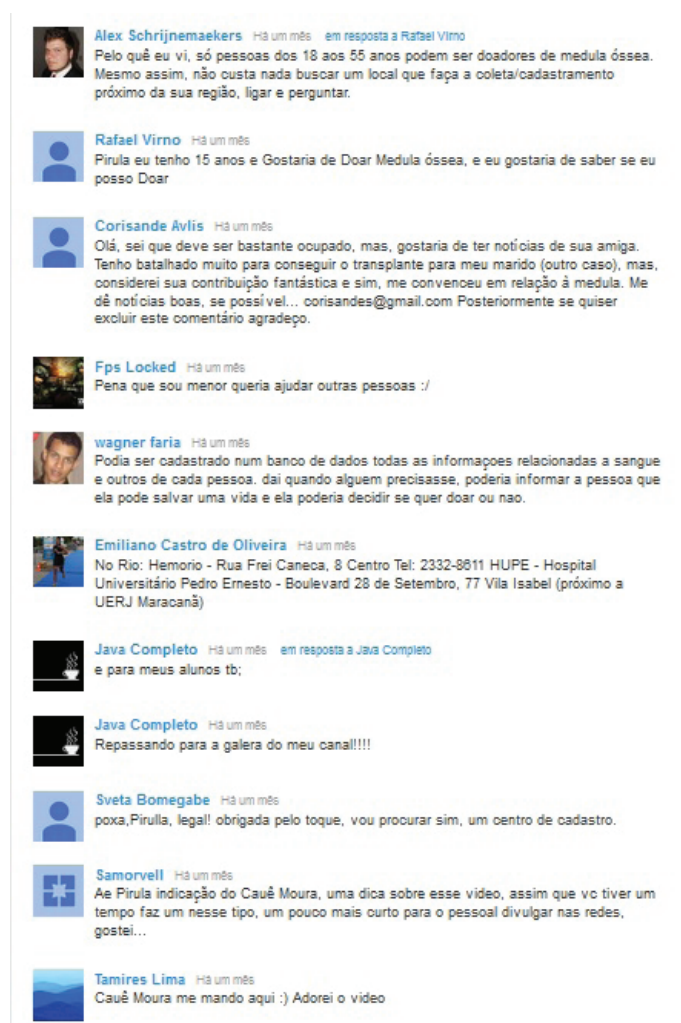 Alex Schrijnemaekers Há um mês em resposta a Rafael Virno
Pelo quê eu vi, só pessoas dos 18 aos 55 anos podem ser doadores de medula óssea.
Mesmo assim, não custa nada buscar um local que faça a coleta/cadastramento
próximo da sua região, ligar e perguntar.
Rafael Virno Há um mês
Pirula eu tenho 15 anos e Gostaria de Doar Medula óssea, e eu gostaria de saber se eu
posso Doar
Corisande Avlis Há um mês
Olá, sei que deve ser bastante ocupado, mas, gostaria de ter notícias de sua amiga.
Tenho batalhado muito para conseguir o transplante para meu marido (outro caso), mas,
considerei sua contribuição fantástica e sim, me convenceu em relação à medula. Me
dê notícias boas, se possível... corisandes@gmail.com Posteriormente se quiser
excluir este comentário agradeço.
Fps Locked Há um mês
Pena que sou menor queria ajudar outras pessoas :/
wagner faria Há um mês
Podia ser cadastrado num banco de dados todas as informaçoes relacionadas a sangue
e outros de cada pessoa. dai quando alguem precisasse, poderia informar a pessoa que
ela pode salvar uma vida e ela poderia decidir se quer doar ou nao.
Emiliano Castro de Oliveira Há um mês
No Rio: Hemorio - Rua Frei Caneca, 8 Centro Tel: 2332-8611 HUPE - Hospital
Universitário Pedro Ernesto - Boulevard 28 de Setembro, 77 Vila Isabel (próximo a
UERJ Maracanã)
Java Completo Há um mês em resposta a Java Completo
e para meus alunos tb;
Java Completo Há um mês
Repassando para a galera do meu canal!!!!
Sveta Bomegabe Há um mês
poxa,Pirulla, legal! obrigada pelo toque, vou procurar sim, um centro de cadastro.
Samorvell Há um mês
Ae Pirula indicação do Cauê Moura, uma dica sobre esse video, assim que vc tiver um
tempo faz um nesse tipo, um pouco mais curto para o pessoal divulgar nas redes,
gostei...
Tamires Lima Há um mês
Cauê Moura me mando aqui :) Adorei o video